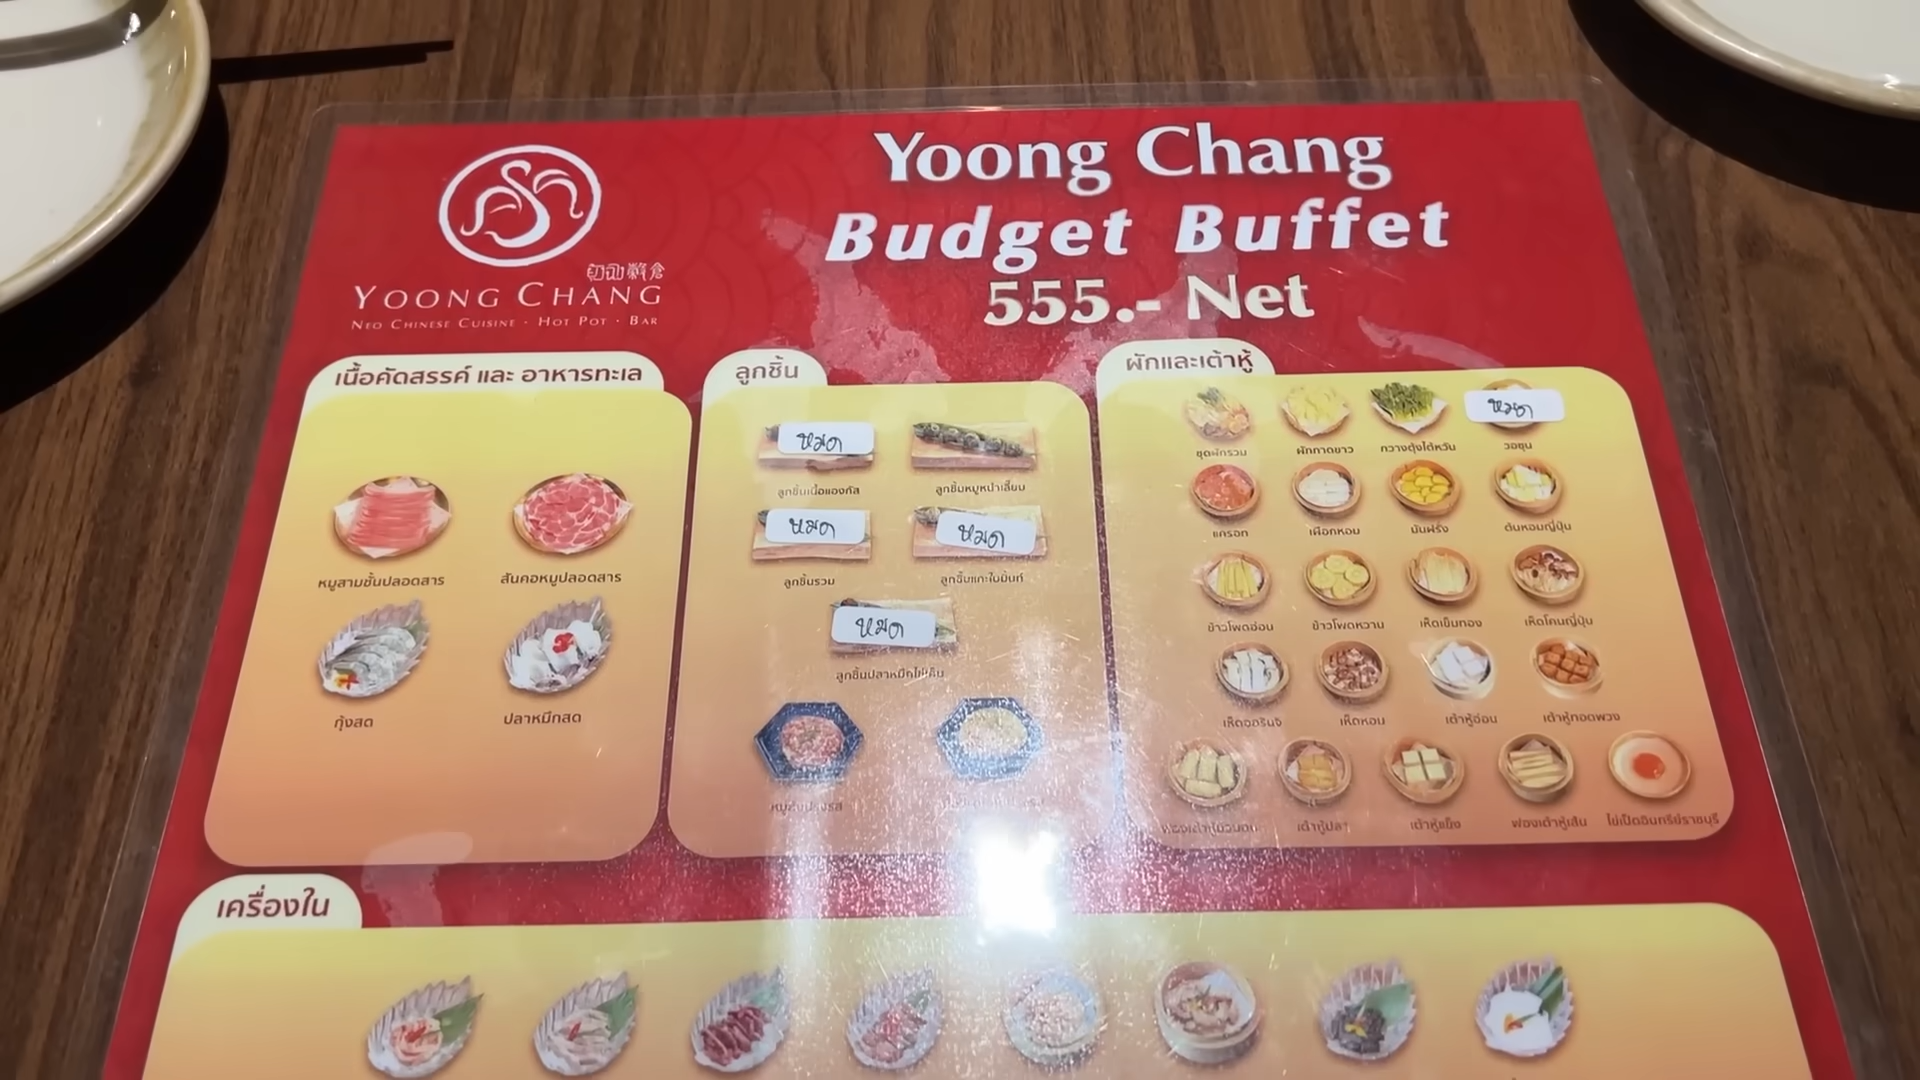 Yoong Chang
Budget Buffet
555.- Net
YOONG CHANG
NEO CHINESE CUISINE · HOT POT · BAR
เนื้อคัดสรรค์ และ อาหารทะเล
หมูสามชั้นปลอดสาร
สันคอหมูปลอดสาร
กุ้งสด
ปลาหมึกสด
ลูกชิ้น
หมด
ลูกชิ้นเนื้อแองกัส
ลูกชิ้นหมูหนำเลี๊ยบ
หมด
หมด
ลูกชิ้นรวม
หมด
ลูกชิ้นปลาหมึกไข่เค็ม
ผักและเต้าหู้
หมด
ชุดผักรวม
ผักกาดขาว
กวางตุ้งไต้หวัน
วอซุน
แครอท
เผือกหอม
มันฝรั่ง
ต้นหอมญี่ปุ่น
ข้าวโพดอ่อน
ข้าวโพดหวาน
เห็ดเข็มทอง
เห็ดโคนญี่ปุ่น
เห็ดออรินจิ
เห็ดหอม
เต้าหู้อ่อน
เต้าหู้ทอดพวง
เต้าหู้ปลา
เต้าหู้แข็ง
ฟองเต้าหู้เส้น
ไข่เป็ดอินทรีย์ราชบุรี
เครื่องใน